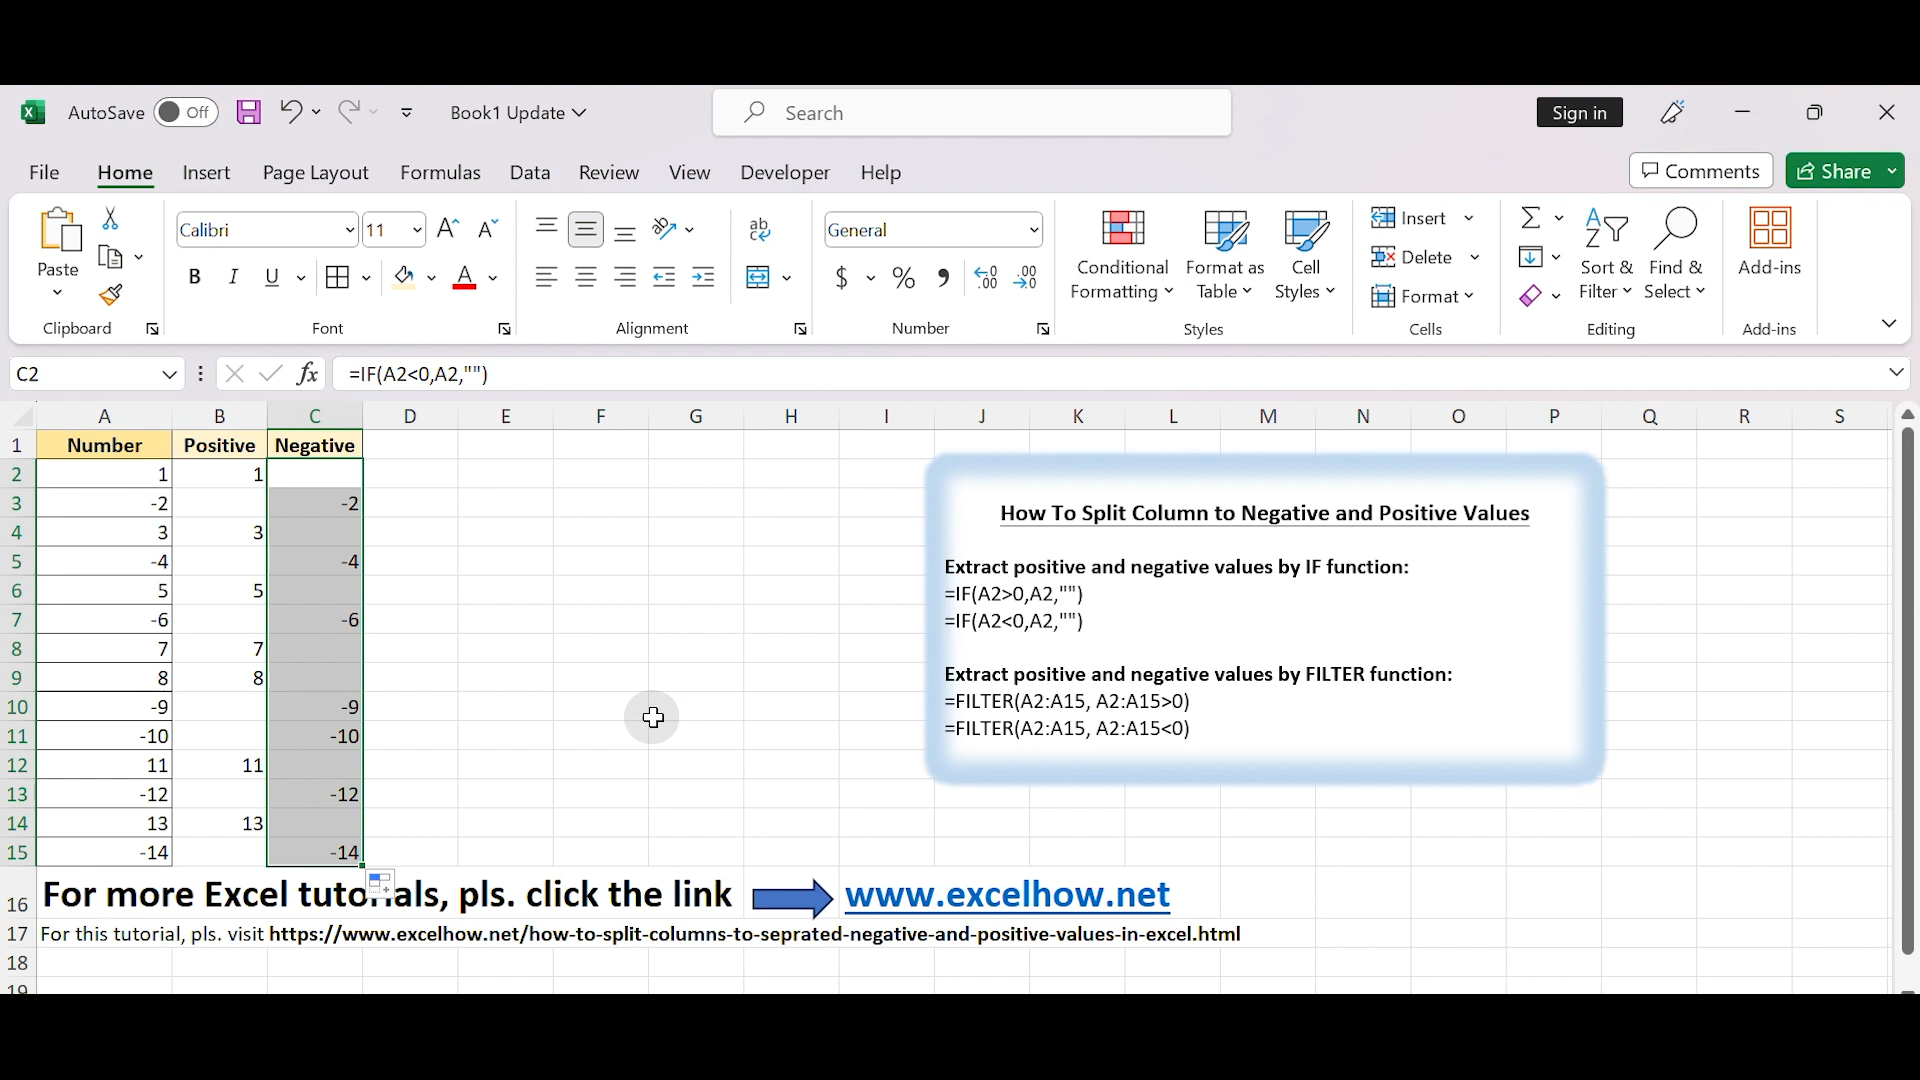 AutoSave Off Book1 Update Search Sign in
File Home Insert Page Layout Formulas Data Review View Developer Help Comments Share
Calibri 11 General
Paste
B I U
$ % ,
Conditional Formatting
Format as Table
Cell Styles
Insert
Delete
Format
Sort & Filter
Find & Select
Add-ins
Clipboard Font Alignment Number Styles Cells Editing Add-ins
C2 fx =IF(A2<0,A2,"")
A B C D E F G H I J K L M N O P Q R S
1 Number Positive Negative
2 1 1
3 -2 -2
4 3 3
5 -4 -4
6 5 5
7 -6 -6
8 7 7
9 8 8
10 -9 -9
11 -10 -10
12 11 11
13 -12 -12
14 13 13
15 -14 -14
How To Split Column to Negative and Positive Values
Extract positive and negative values by IF function:
=IF(A2>0,A2,"")
=IF(A2<0,A2,"")
Extract positive and negative values by FILTER function:
=FILTER(A2:A15, A2:A15>0)
=FILTER(A2:A15, A2:A15<0)
16 For more Excel tutorials, pls. click the link www.excelhow.net
17 For this tutorial, pls. visit https://www.excelhow.net/how-to-split-columns-to-seprated-negative-and-positive-values-in-excel.html
18
19